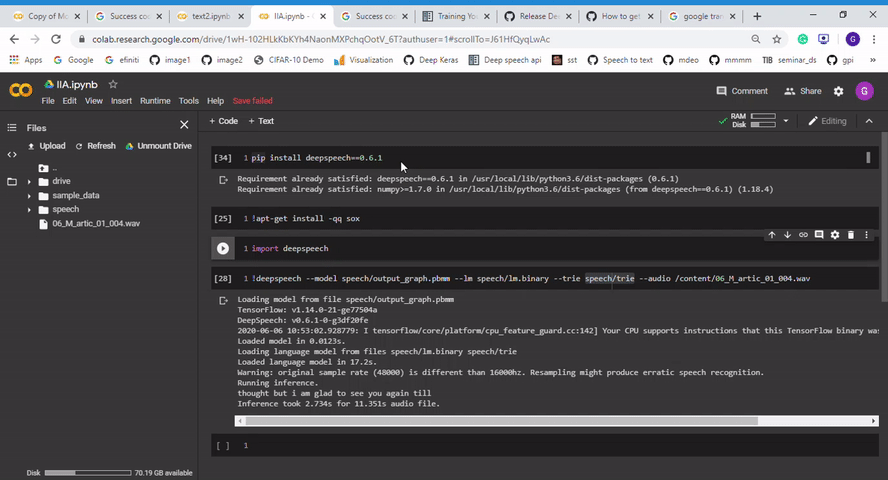 Copy of M
Success co
text2.ipynb
IIA.ipynb -
Success co
Training Yo
Release De
How to get
google tran
colab.research.google.com/drive/1wH-102HLkKbKYh4NaonMXPchqOotV_6T?authuser=1#scrollTo=J61HfQyqLwAc
G
Apps
Google
efiniti
image1
image2
CIFAR-10 Demo
Visualization
Deep Keras
Deep speech api
sst
Speech to text
mdeo
mmmm
TIB seminar_ds
gpi
»
IIA.ipynb
Comment
Share
G
File Edit View Insert Runtime Tools Help Save failed
Files
+ Code + Text
RAM
Disk
Editing
Upload Refresh Unmount Drive
..
drive
sample_data
speech
06_M_artic_01_004.wav
[34] 1 pip install deepspeech==0.6.1
Requirement already satisfied: deepspeech==0.6.1 in /usr/local/lib/python3.6/dist-packages (0.6.1)
Requirement already satisfied: numpy>=1.7.0 in /usr/local/lib/python3.6/dist-packages (from deepspeech==0.6.1) (1.18.4)
[25] 1 !apt-get install -qq sox
1 import deepspeech
[28] 1 !deepspeech --model speech/output_graph.pbmm --lm speech/lm.binary --trie speech/trie --audio /content/06_M_artic_01_004.wav
Loading model from file speech/output_graph.pbmm
TensorFlow: v1.14.0-21-ge77504a
DeepSpeech: v0.6.1-0-g3df20fe
2020-06-06 10:53:02.928779: I tensorflow/core/platform/cpu_feature_guard.cc:142] Your CPU supports instructions that this TensorFlow binary was
Loaded model in 0.0123s.
Loading language model from files speech/lm.binary speech/trie
Loaded language model in 17.2s.
Warning: original sample rate (48000) is different than 16000hz. Resampling might produce erratic speech recognition.
Running inference.
thought but i am glad to see you again till
Inference took 2.734s for 11.351s audio file.
[ ] 1
Disk 70.19 GB available